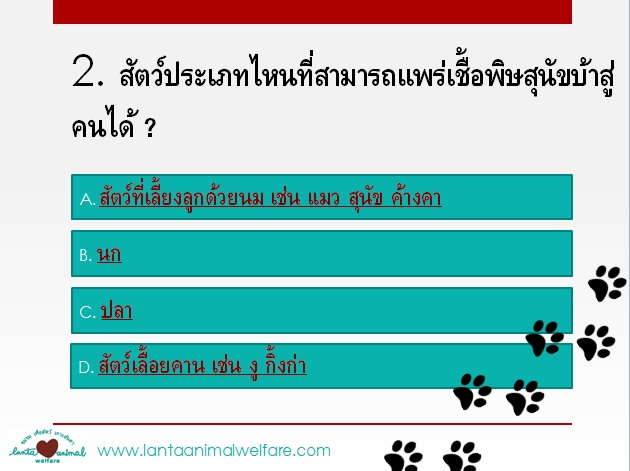 2. สัตว์ประเภทไหนที่สามารถแพร่เชื้อพิษสุนัขบ้าสู่
คนได้ ?
A. สัตว์ที่เลี้ยงลูกด้วยนม เช่น แมว สุนัข ค้างคา
B. นก
C. ปลา
D. สัตว์เลื้อยคาน เช่น งู กิ้งก่า
lanta animal
welfare
www.lantaanimalwelfare.com